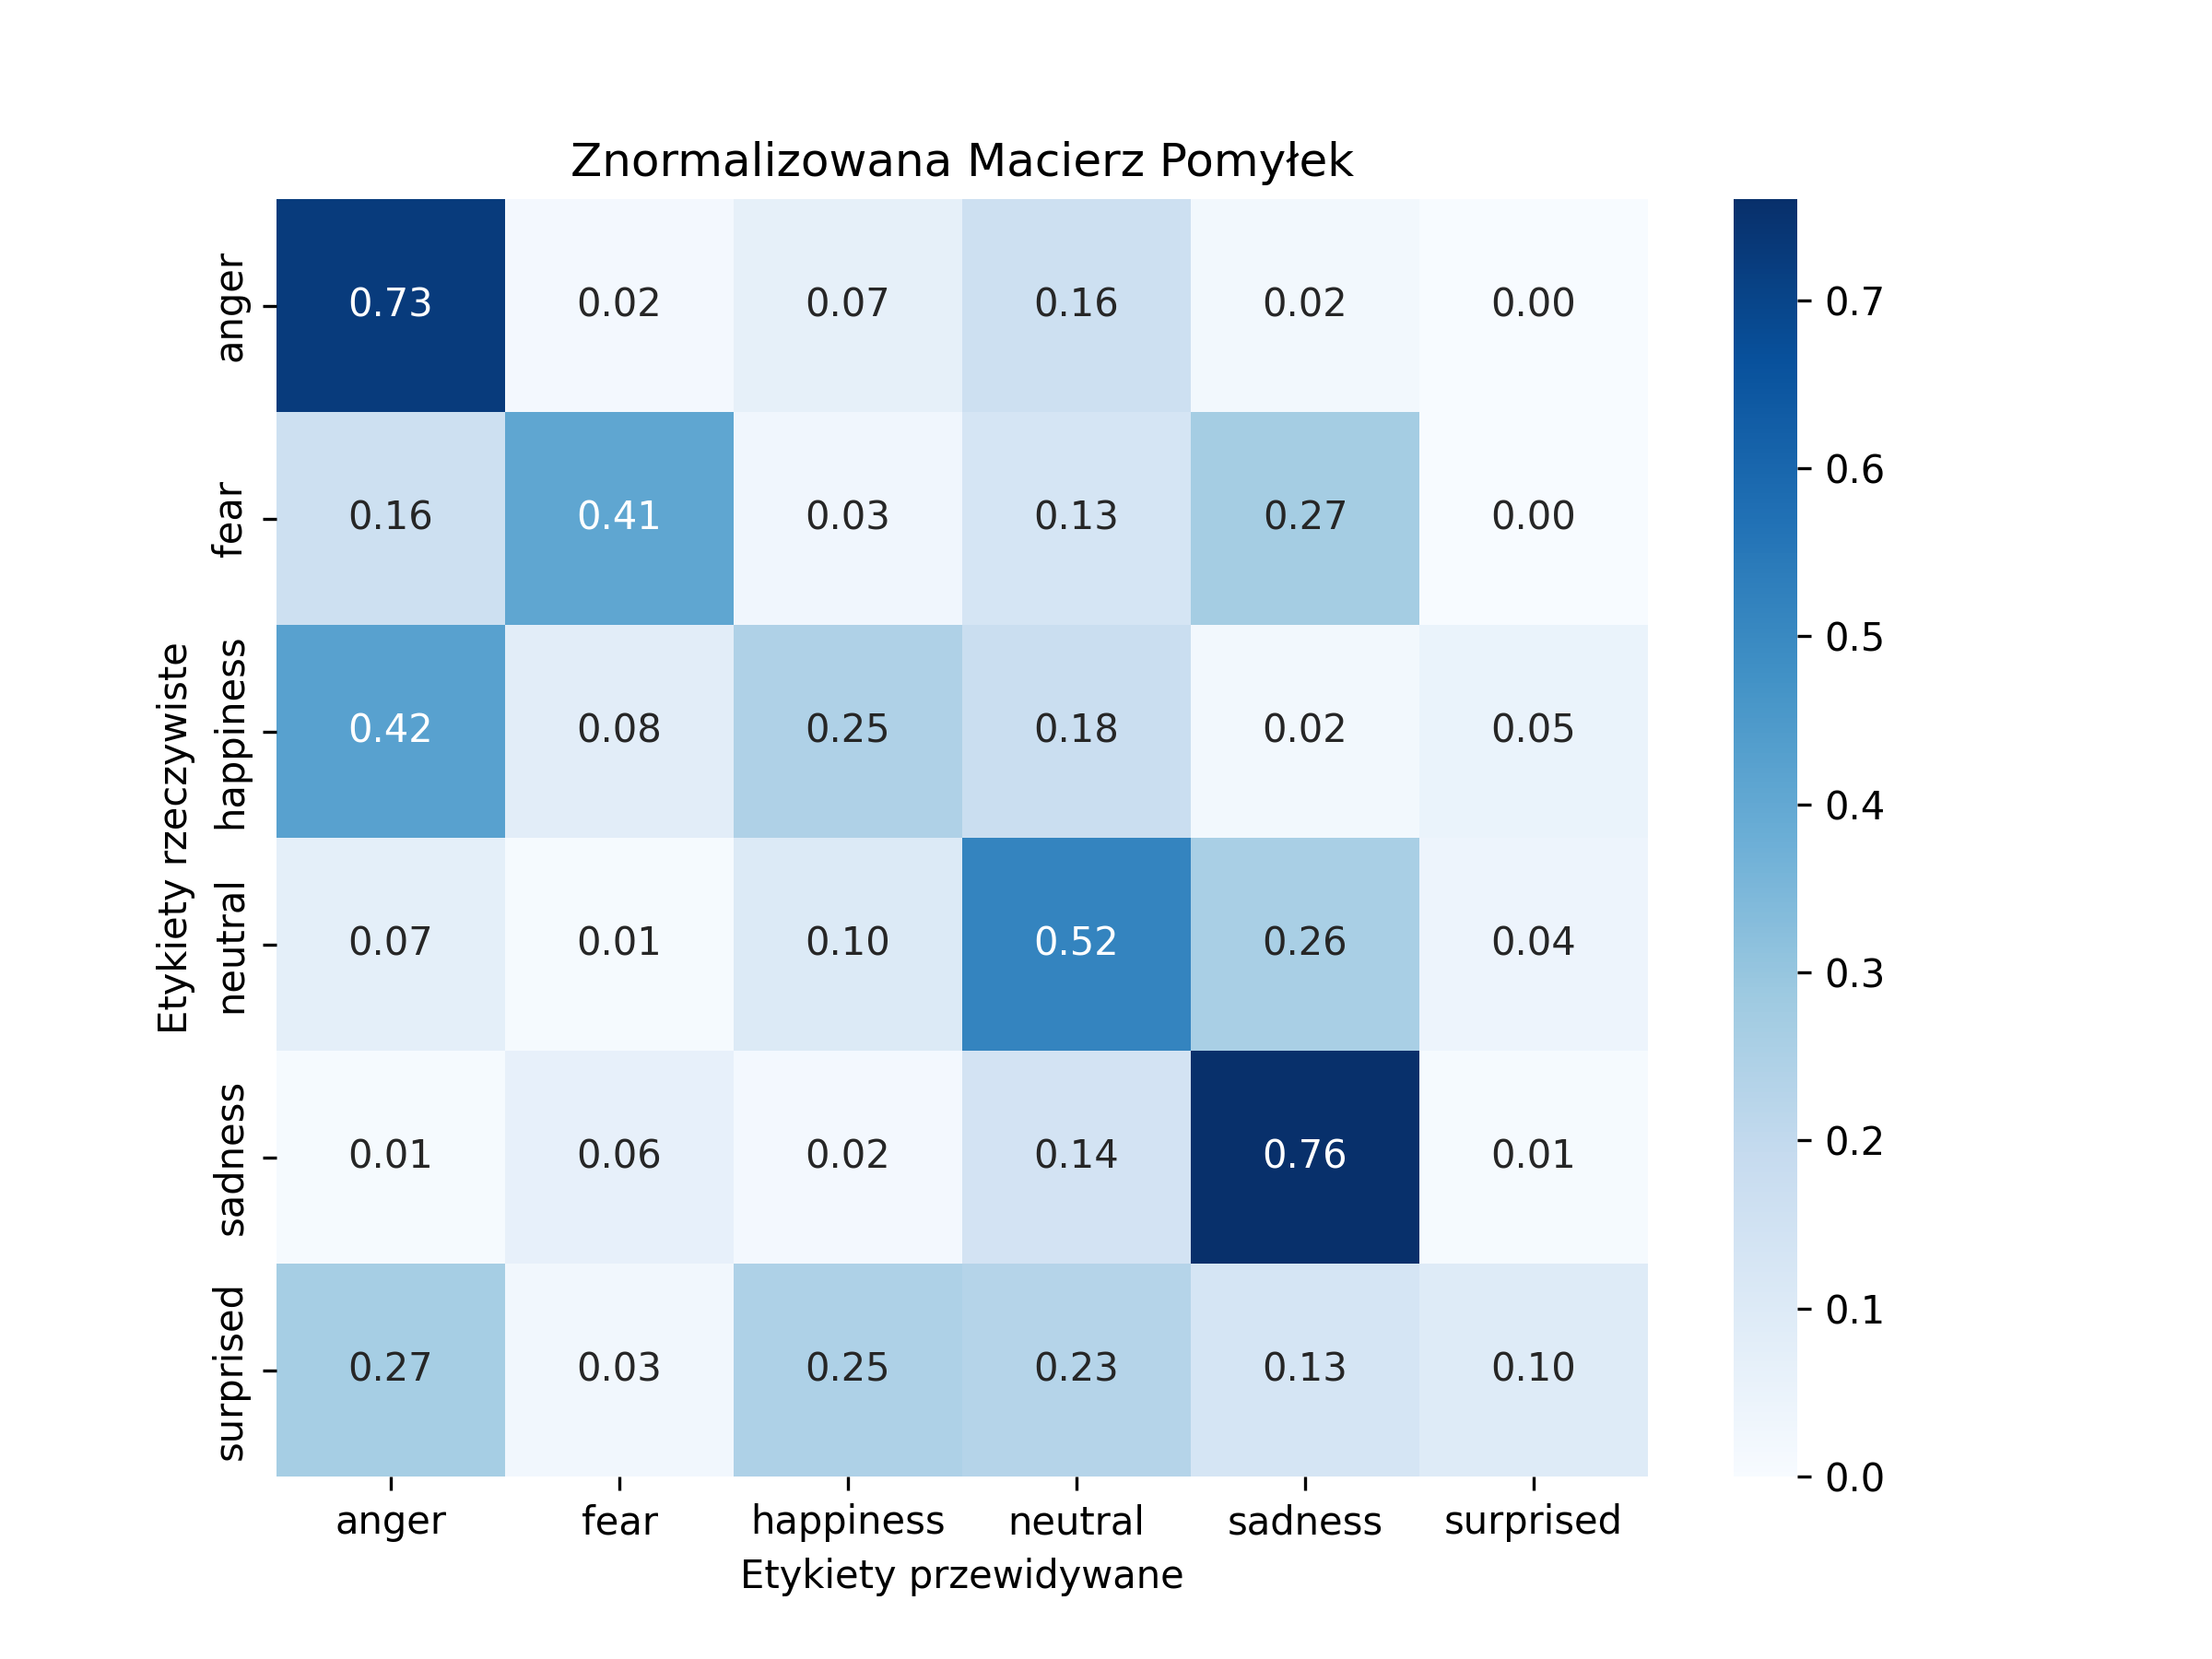 Znormalizowana Macierz Pomyłek
Etykiety rzeczywiste
anger 0.73 0.02 0.07 0.16 0.02 0.00
fear 0.16 0.41 0.03 0.13 0.27 0.00
happiness 0.42 0.08 0.25 0.18 0.02 0.05
neutral 0.07 0.01 0.10 0.52 0.26 0.04
sadness 0.01 0.06 0.02 0.14 0.76 0.01
surprised 0.27 0.03 0.25 0.23 0.13 0.10
anger fear happiness neutral sadness surprised
Etykiety przewidywane
0.7
0.6
0.5
0.4
0.3
0.2
0.1
0.0